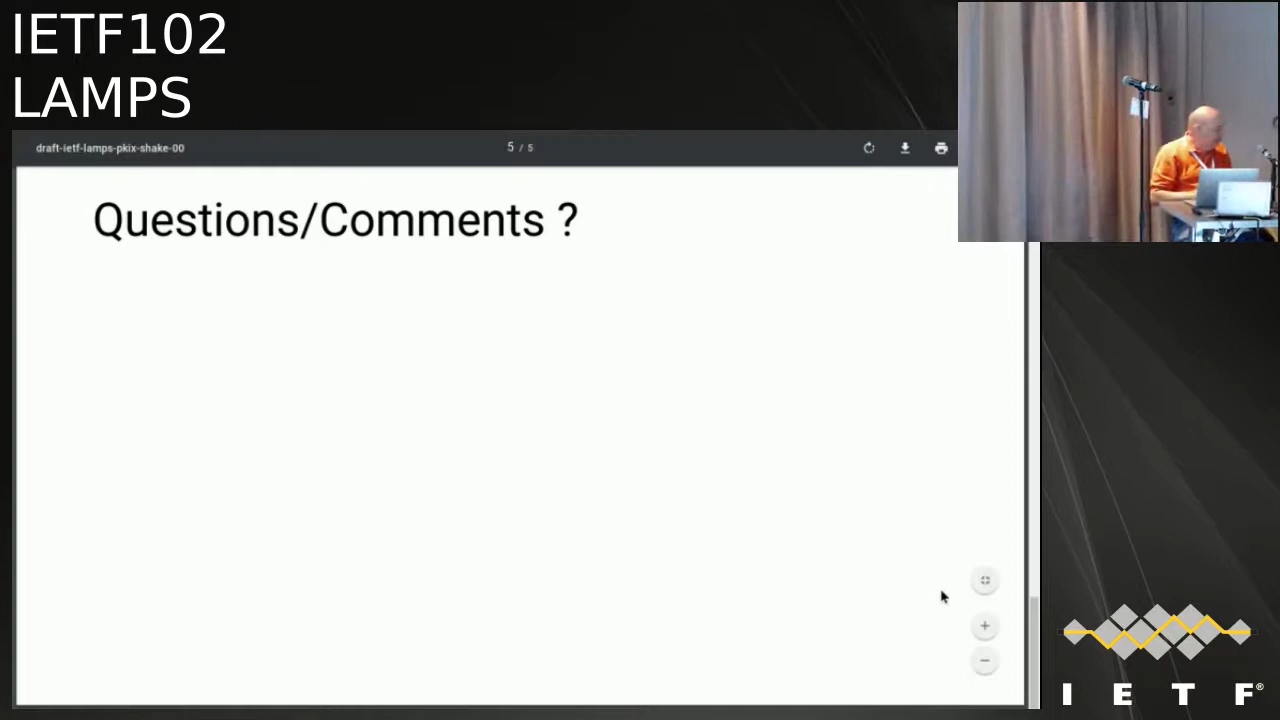 IETF102
LAMPS
draft-ietf-lamps-pkix-shake-00
5 / 5
Questions/Comments ?
I E T F®